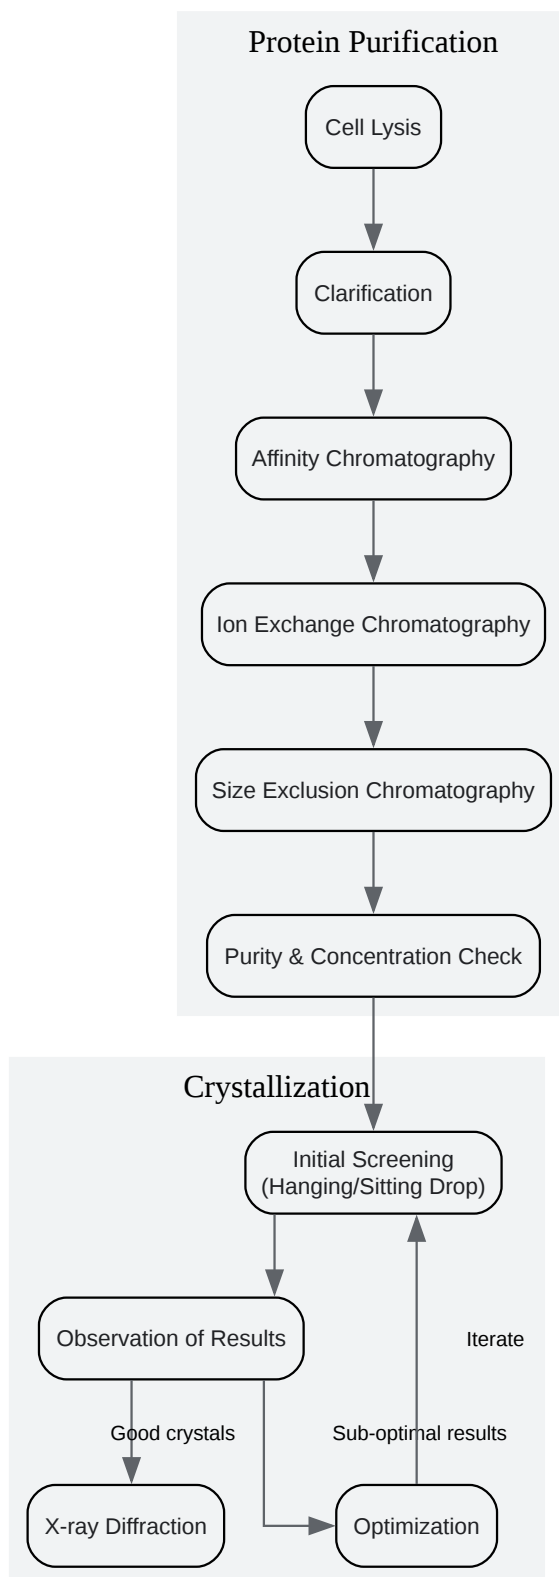 Protein Purification
Cell Lysis
Clarification
Affinity Chromatography
Ion Exchange Chromatography
Size Exclusion Chromatography
Purity & Concentration Check
Crystallization
Initial Screening
(Hanging/Sitting Drop)
Observation of Results
Iterate
Good crystals
Sub-optimal results
X-ray Diffraction
Optimization